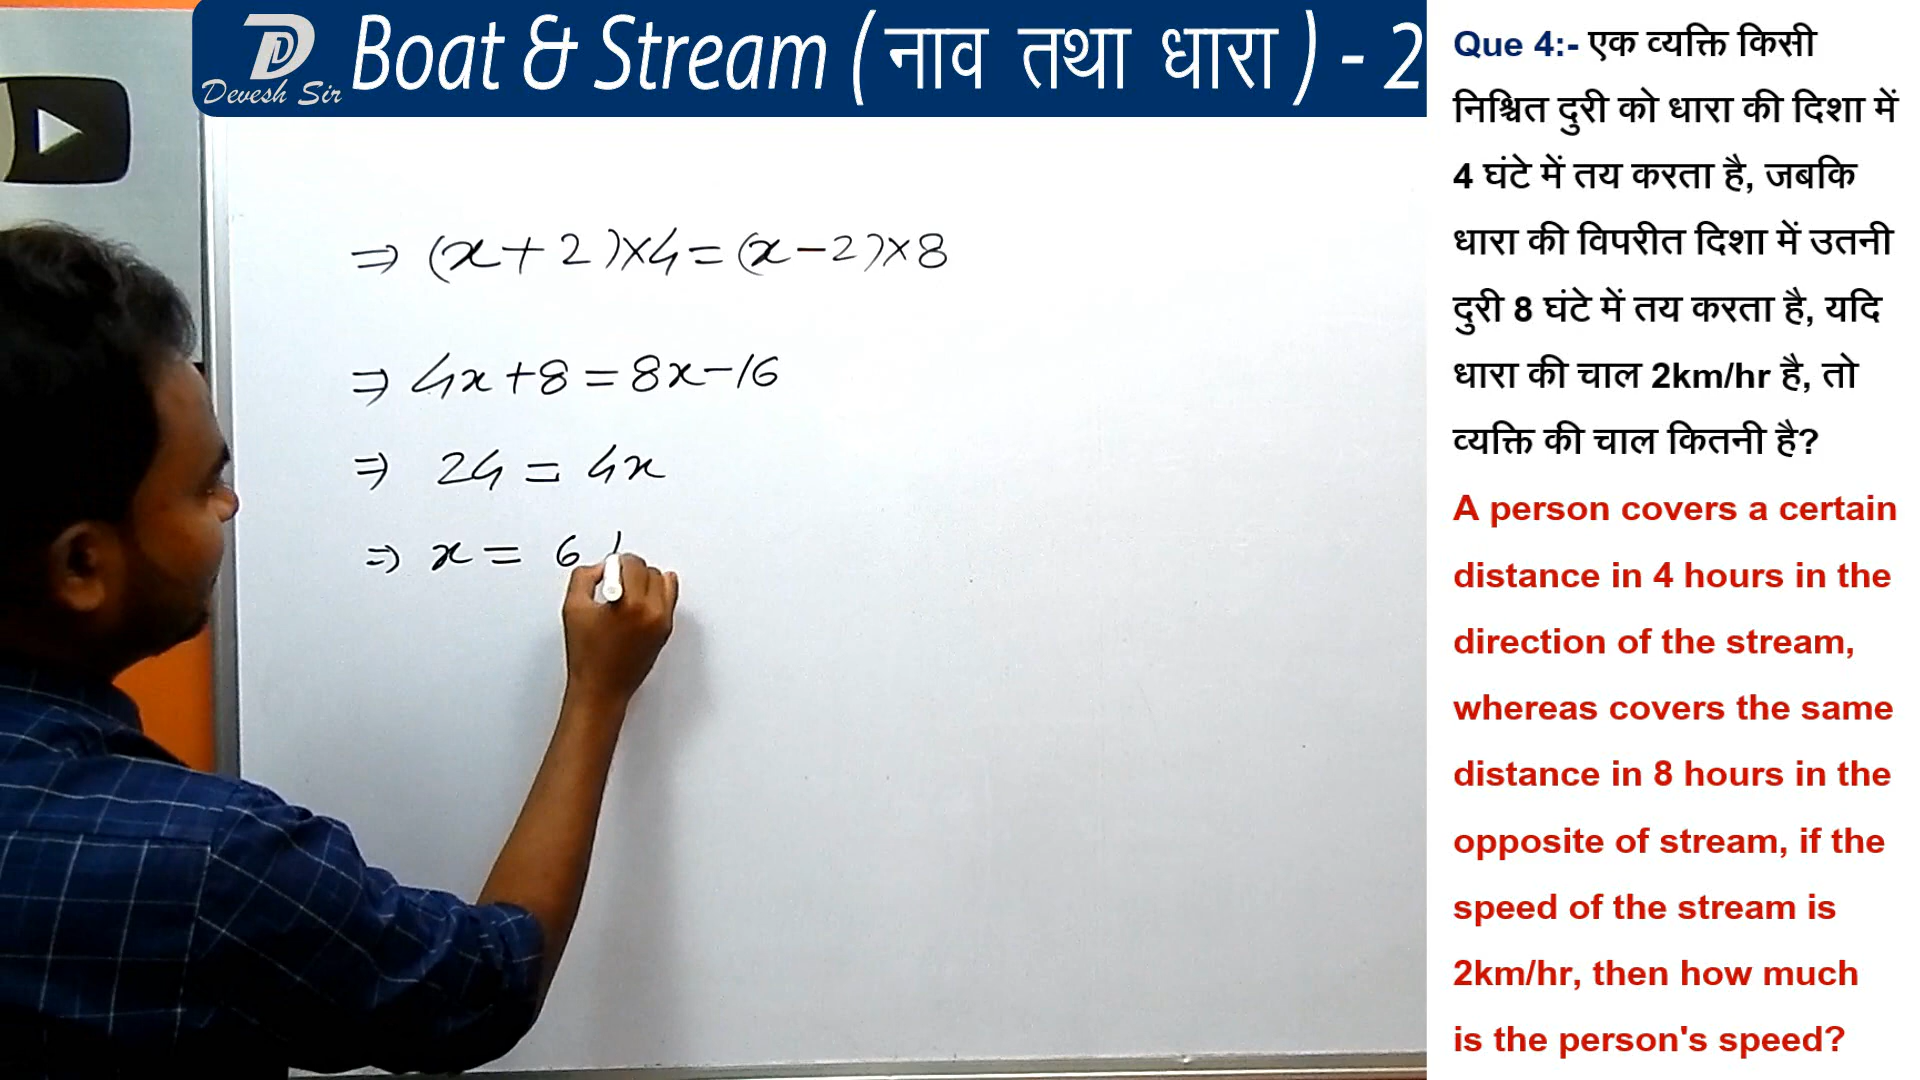 Devesh Sir
Boat & Stream ( नाव तथा धारा ) - 2
⇒ (x+2)×4=(x-2)×8
⇒ 4x+8=8x-16
⇒ 24=4x
⇒ x= 6
Que 4:- एक व्यक्ति किसी
निश्चित दुरी को धारा की दिशा में
4 घंटे में तय करता है, जबकि
धारा की विपरीत दिशा में उतनी
दुरी 8 घंटे में तय करता है, यदि
धारा की चाल 2km/hr है, तो
व्यक्ति की चाल कितनी है?
A person covers a certain
distance in 4 hours in the
direction of the stream,
whereas covers the same
distance in 8 hours in the
opposite of stream, if the
speed of the stream is
2km/hr, then how much
is the person's speed?